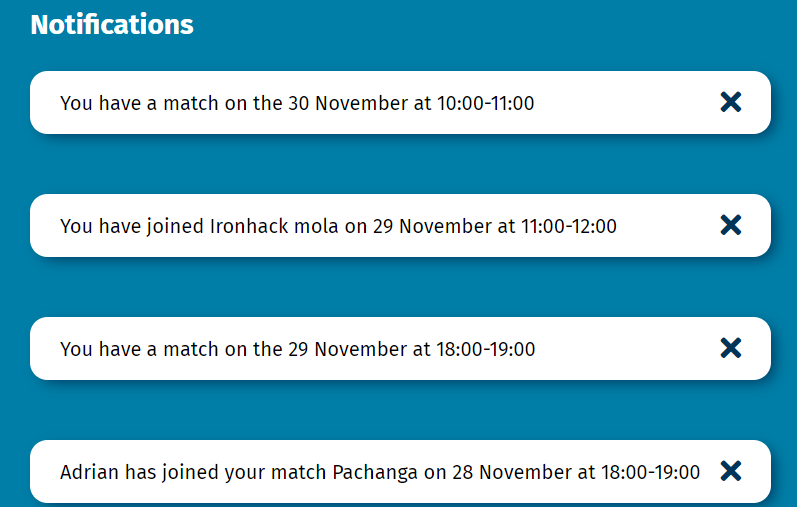 Notifications
You have a match on the 30 November at 10:00-11:00
You have joined Ironhack mola on 29 November at 11:00-12:00
You have a match on the 29 November at 18:00-19:00
Adrian has joined your match Pachanga on 28 November at 18:00-19:00